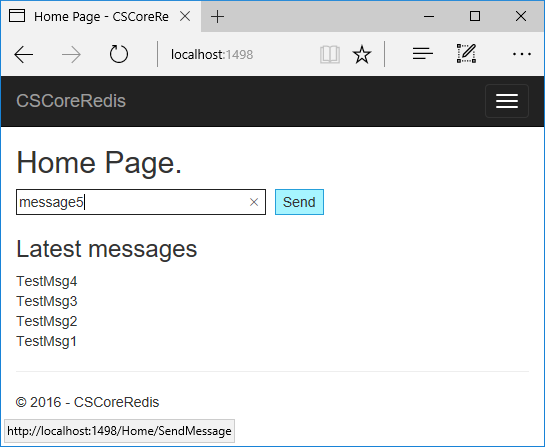 Home Page - CSCoreRe
localhost:1498
CSCoreRedis
Home Page.
message5
Send
Latest messages
TestMsg4
TestMsg3
TestMsg2
TestMsg1
© 2016 - CSCoreRedis
http://localhost:1498/Home/SendMessage